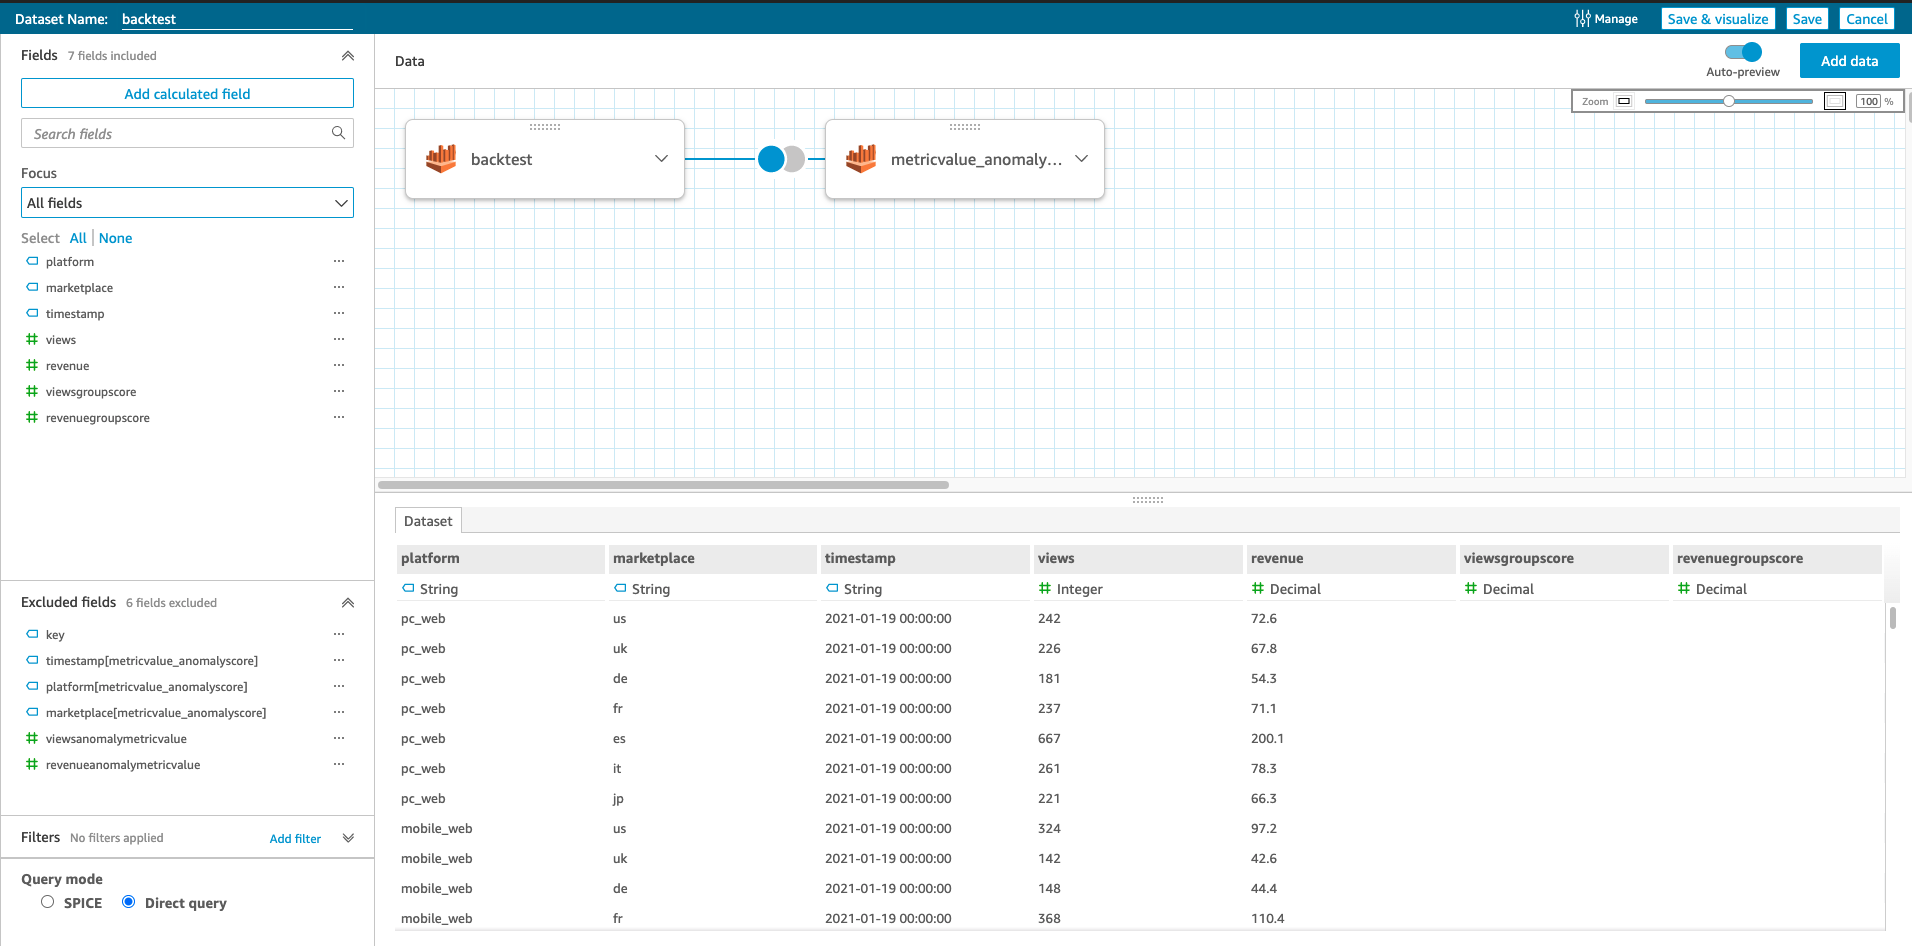 Dataset Name: backtest
Manage
Save & visualize
Save
Cancel
Fields 7 fields included
Add calculated field
Search fields
Focus
All fields
Select All | None
platform ...
marketplace ...
timestamp ...
views ...
revenue ...
viewsgroupscore ...
revenuegroupscore ...
Excluded fields 6 fields excluded
key ...
timestamp[metricvalue_anomalyscore] ...
platform[metricvalue_anomalyscore] ...
marketplace[metricvalue_anomalyscore] ...
viewsanomalymetricvalue ...
revenueanomalymetricvalue ...
Filters No filters applied Add filter
Query mode
SPICE Direct query
Data
Auto-preview
Add data
Zoom 100 %
backtest
metricvalue_anomaly...
Dataset
platform marketplace timestamp views revenue viewsgroupscore revenuegroupscore
String String String Integer Decimal Decimal Decimal
pc_web us 2021-01-19 00:00:00 242 72.6
pc_web uk 2021-01-19 00:00:00 226 67.8
pc_web de 2021-01-19 00:00:00 181 54.3
pc_web fr 2021-01-19 00:00:00 237 71.1
pc_web es 2021-01-19 00:00:00 667 200.1
pc_web it 2021-01-19 00:00:00 261 78.3
pc_web jp 2021-01-19 00:00:00 221 66.3
mobile_web us 2021-01-19 00:00:00 324 97.2
mobile_web uk 2021-01-19 00:00:00 142 42.6
mobile_web de 2021-01-19 00:00:00 148 44.4
mobile_web fr 2021-01-19 00:00:00 368 110.4